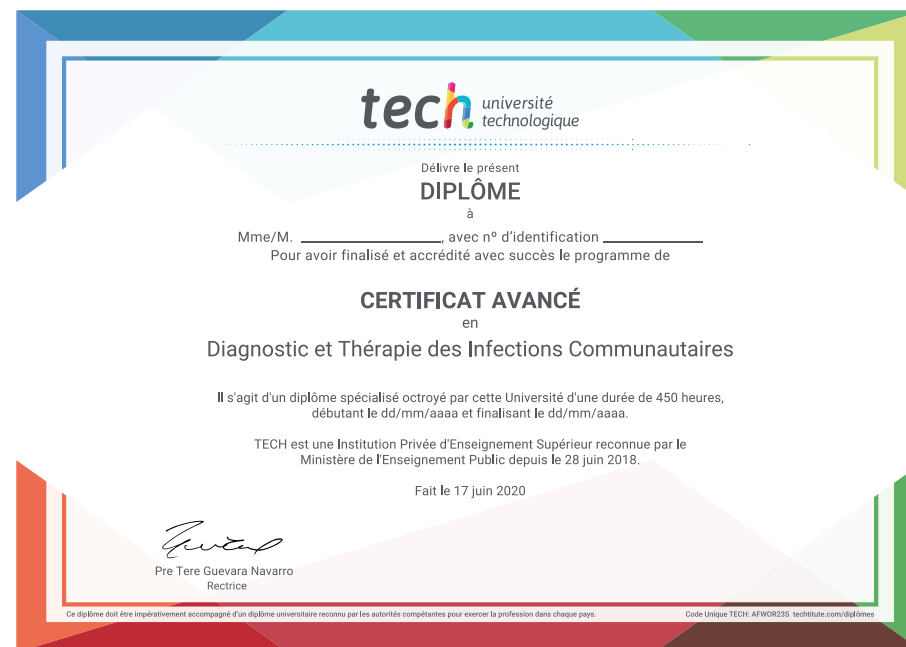 tech université
technologique
Délivre le présent
DIPLÔME
à
Mme/M. ____________________, avec nº d'identification ______________
Pour avoir finalisé et accrédité avec succès le programme de
CERTIFICAT AVANCÉ
en
Diagnostic et Thérapie des Infections Communautaires
Il s'agit d'un diplôme spécialisé octroyé par cette Université d'une durée de 450 heures,
débutant le dd/mm/aaaa et finalisant le dd/mm/aaaa.
TECH est une Institution Privée d'Enseignement Supérieur reconnue par le
Ministère de l'Enseignement Public depuis le 28 juin 2018.
Fait le 17 juin 2020
Pre Tere Guevara Navarro
Rectrice
Ce diplôme doit être impérativement accompagné d'un diplôme universitaire reconnu par les autorités compétentes pour exercer la profession dans chaque pays.
Code Unique TECH: AFWOR23S techtitute.com/diplômes